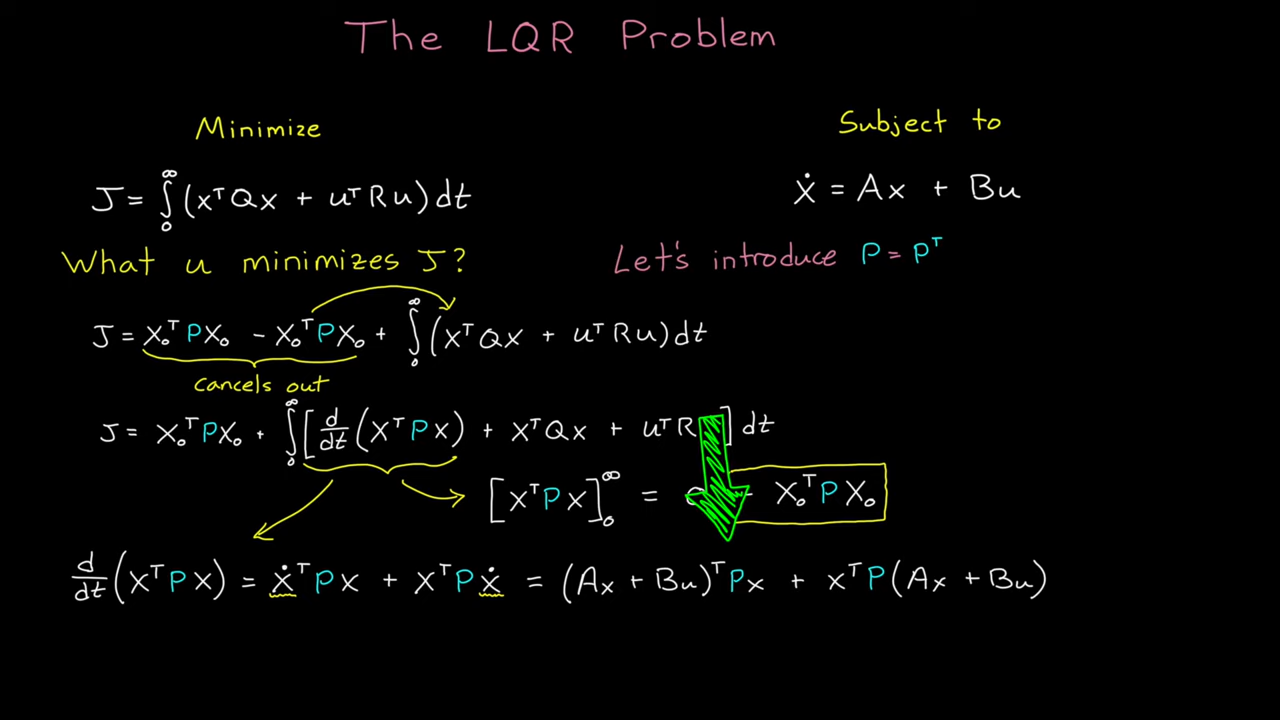 The LQR Problem
Minimize
Subject to
J = ∫₀^∞ (xᵀQx + uᵀRu) dt
ẋ = Ax + Bu
What u minimizes J?
Let's introduce P = Pᵀ
J = X₀ᵀPX₀ - X₀ᵀPX₀ + ∫₀^∞ (xᵀQx + uᵀRu) dt
cancels out
J = X₀ᵀPX₀ + ∫₀^∞ [d/dt (XᵀPX) + XᵀQx + uᵀR ] dt
[XᵀPX]₀^∞ = - X₀ᵀPX₀
d/dt (XᵀPX) = ẋᵀPx + XᵀPẋ = (Ax + Bu)ᵀPx + xᵀP(Ax + Bu)